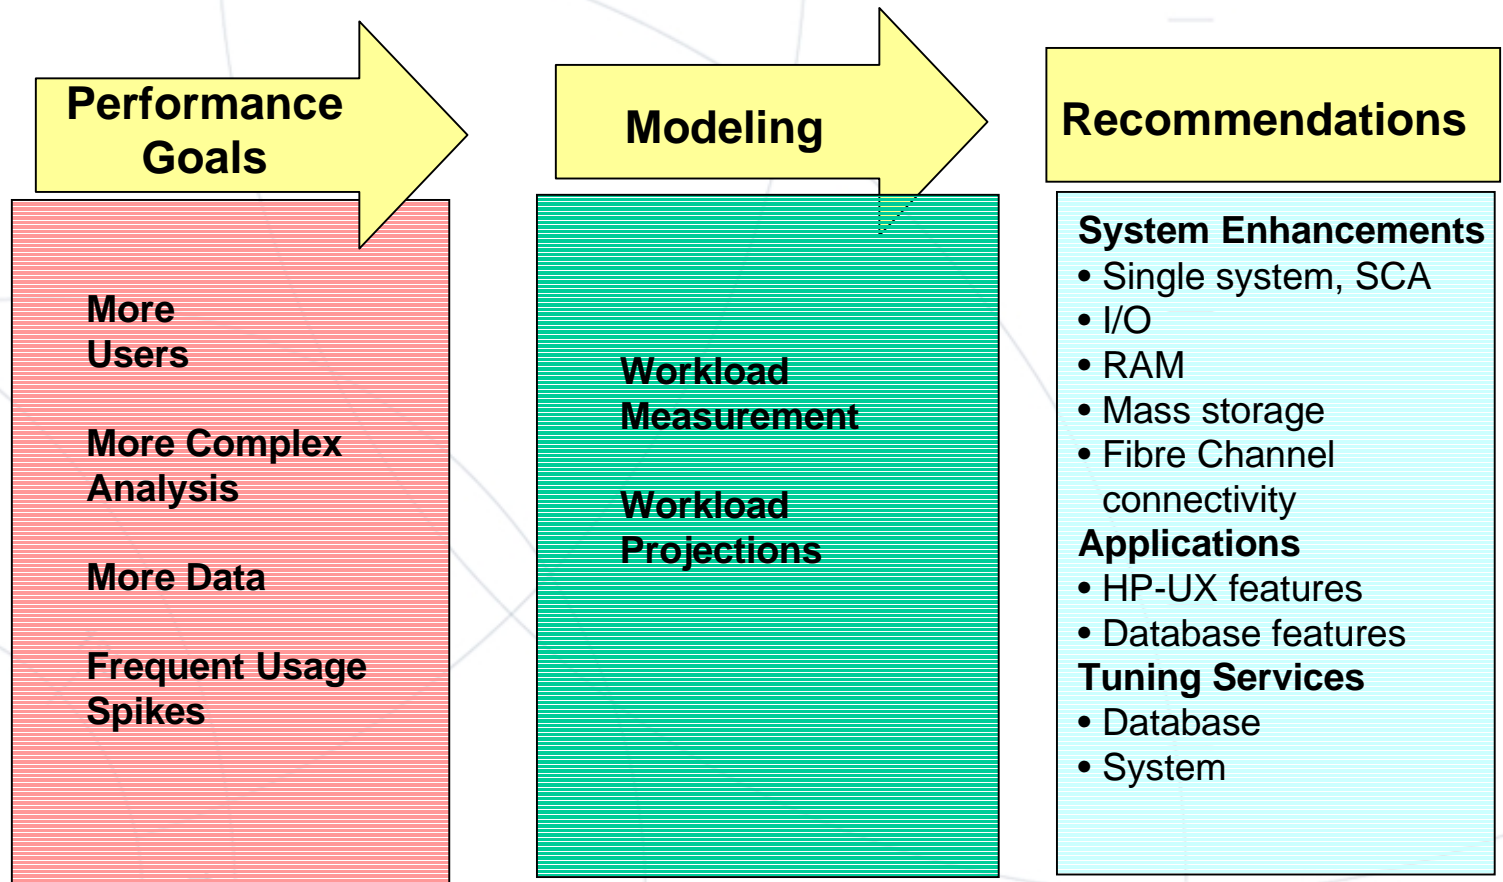 Performance
Goals
More
Users
More Complex
Analysis
More Data
Frequent Usage
Spikes
Modeling
Workload
Measurement
Workload
Projections
Recommendations
System Enhancements
• Single system, SCA
• I/O
• RAM
• Mass storage
• Fibre Channel
connectivity
Applications
• HP-UX features
• Database features
Tuning Services
• Database
• System